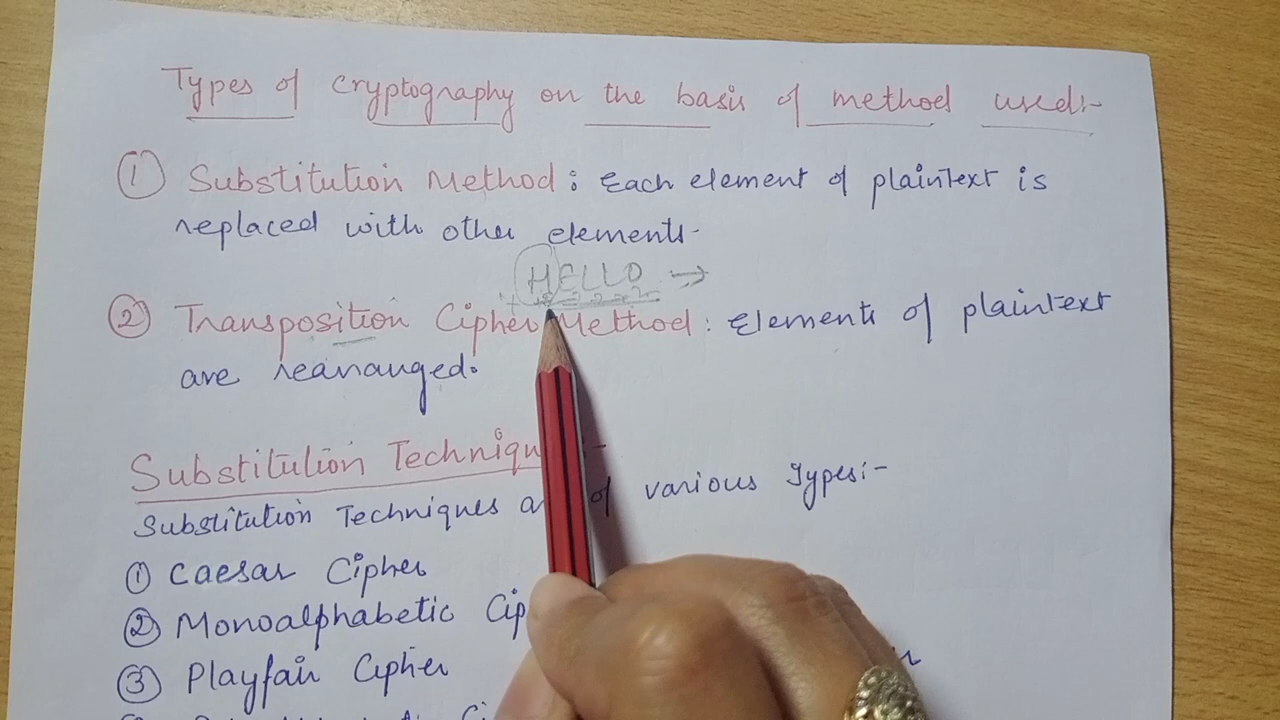 Types of Cryptography on the basis of method used:-
① Substitution Method: Each element of plaintext is
replaced with other elements.
HELLO →
② Transposition Cipher Method: Elements of plaintext
are rearranged.
Substitution Techniqu :-
Substitution Techniques of various Types:-
① Caesar Cipher
② Monoalphabetic Cip
③ Playfair Cipher